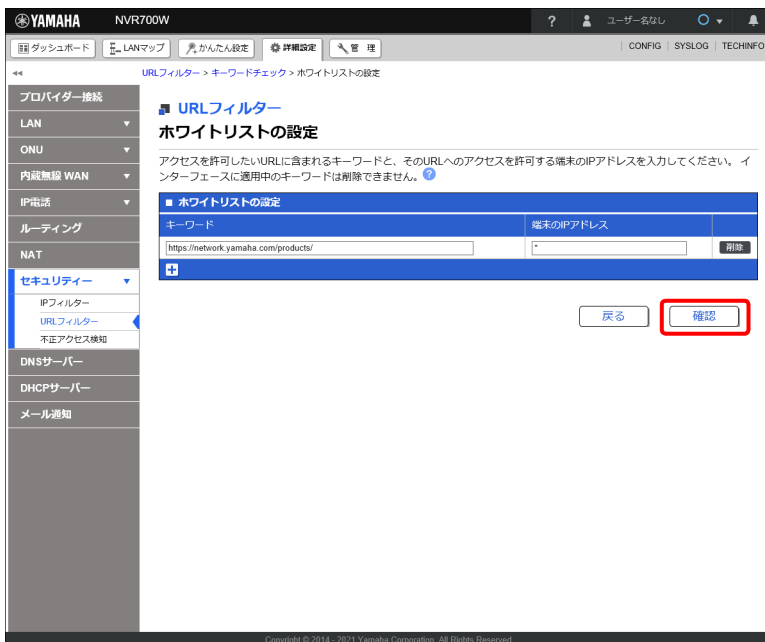 YAMAHA NVR700W ? ユーザー名なし
ダッシュボード LANマップ かんたん設定 詳細設定 管 理 CONFIG SYSLOG TECHINFO
URLフィルター > キーワードチェック > ホワイトリストの設定
プロバイダー接続
LAN
ONU
内蔵無線 WAN
IP電話
ルーティング
NAT
セキュリティー
IPフィルター
URLフィルター
不正アクセス検知
DNSサーバー
DHCPサーバー
メール通知
URLフィルター
ホワイトリストの設定
アクセスを許可したいURLに含まれるキーワードと、そのURLへのアクセスを許可する端末のIPアドレスを入力してください。 イ
ンターフェースに適用中のキーワードは削除できません。 ?
■ ホワイトリストの設定
キーワード 端末のIPアドレス
https://network.yamaha.com/products/ * 削除
+
戻る 確認
Copyright © 2014 - 2021 Yamaha Corporation. All Rights Reserved.